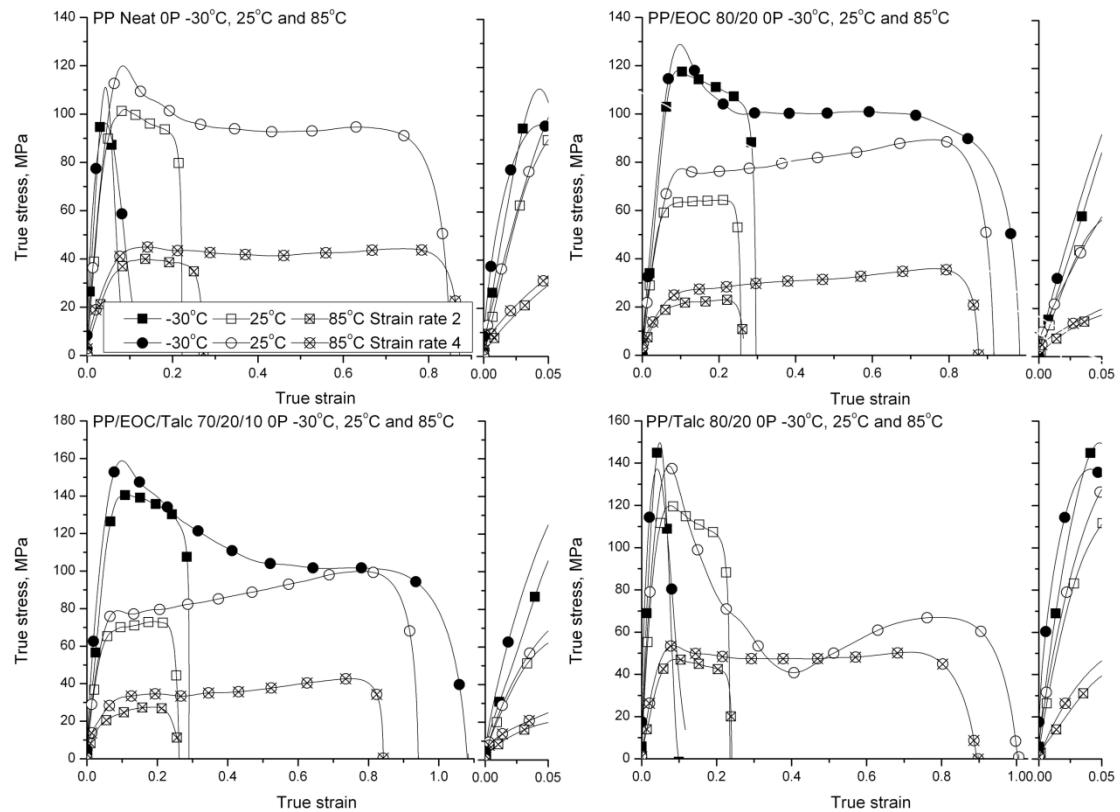 PP Neat 0P -30°C, 25°C and 85°C
140
120
100
80
60
40
20
0
True stress, MPa
-30°C 25°C 85°C Strain rate 2
-30°C 25°C 85°C Strain rate 4
0.0 0.2 0.4 0.6 0.8 0.00 0.05
True strain
PP/EOC 80/20 0P -30°C, 25°C and 85°C
140
120
100
80
60
40
20
0
True stress, MPa
0.0 0.2 0.4 0.6 0.8 1.0 0.00 0.05
True strain
PP/EOC/Talc 70/20/10 0P -30°C, 25°C and 85°C
180
160
140
120
100
80
60
40
20
0
True stress, MPa
0.0 0.2 0.4 0.6 0.8 1.0 0.00 0.05
True strain
PP/Talc 80/20 0P -30°C, 25°C and 85°C
160
140
120
100
80
60
40
20
0
True stress, MPa
0.0 0.2 0.4 0.6 0.8 1.0 0.00 0.05
True strain